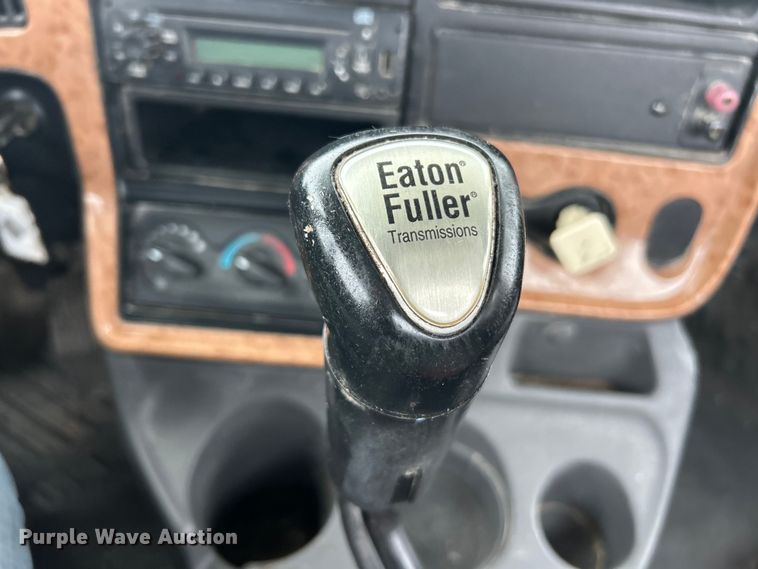 Eaton®
Fuller®
Transmissions
Purple Wave Auction